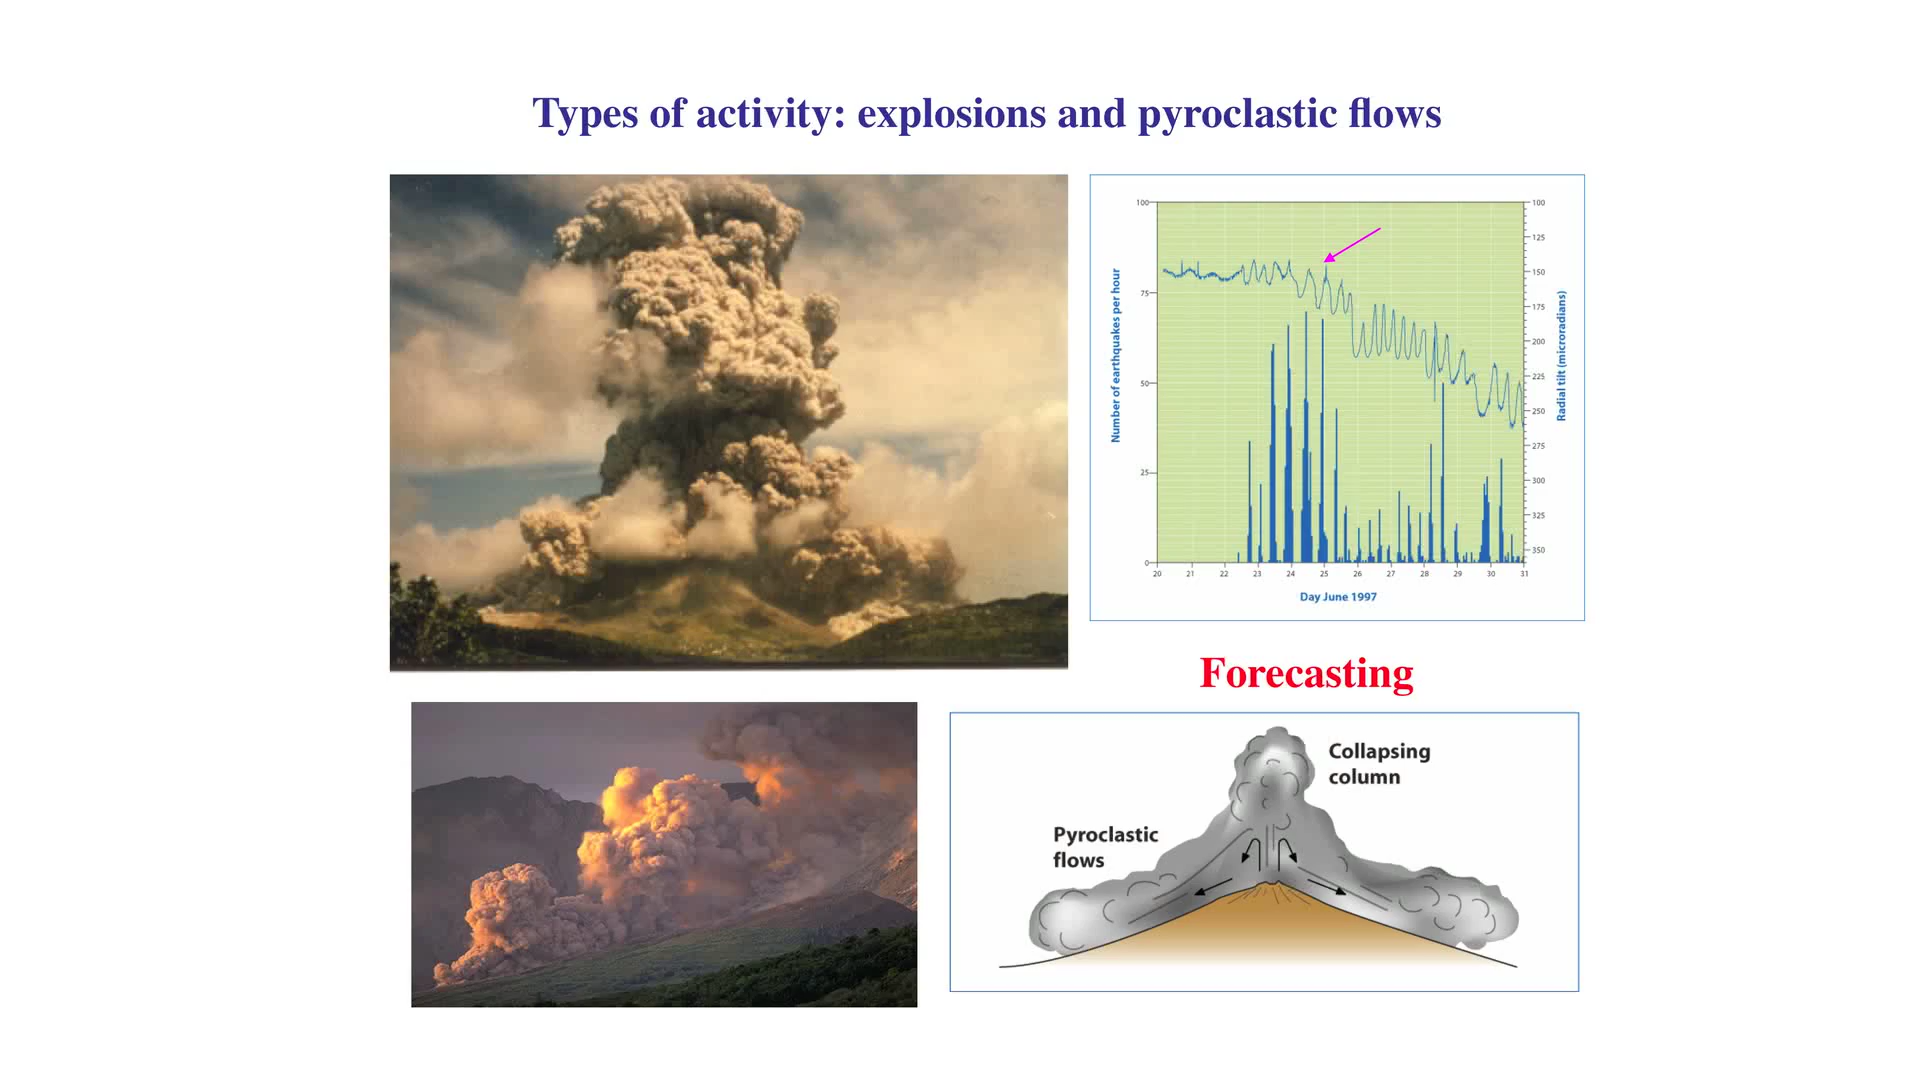 Types of activity: explosions and pyroclastic flows
100
75
50
25
0
Number of earthquakes per hour
100
125
150
175
200
225
250
275
300
325
350
Radial tilt (microradians)
20 21 22 23 24 25 26 27 28 29 30 31
Day June 1997
Forecasting
Collapsing
column
Pyroclastic
flows